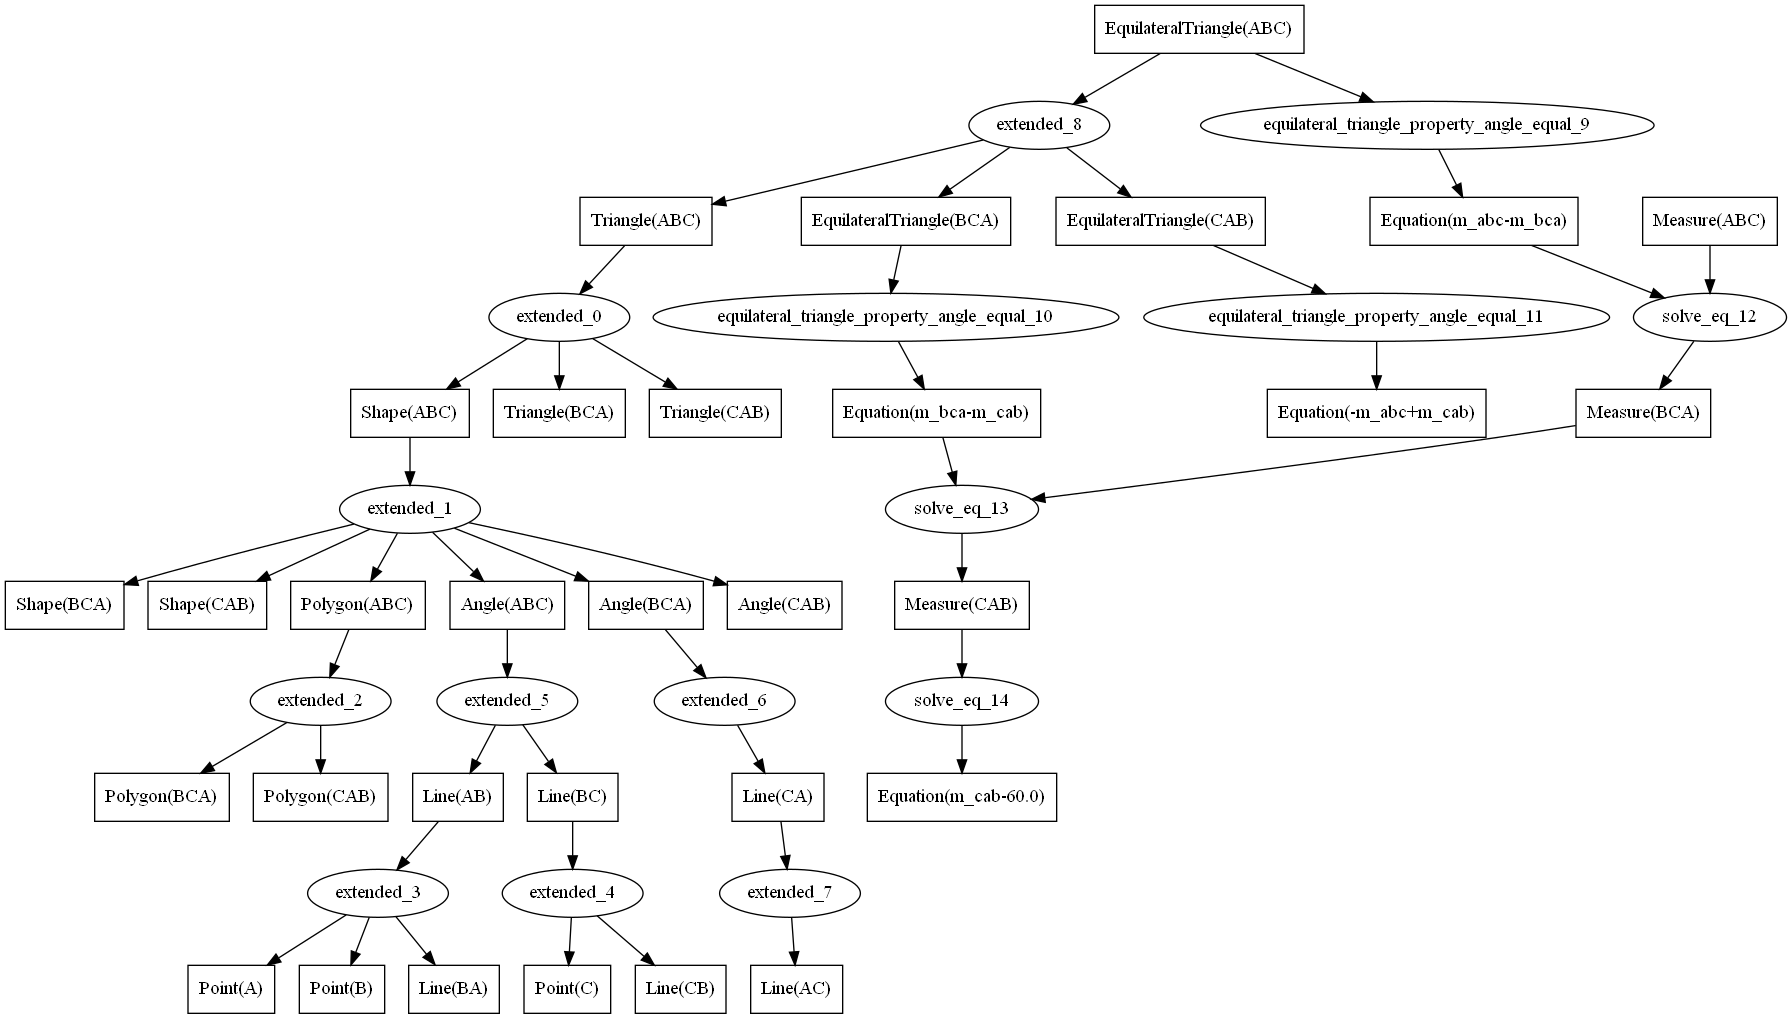 EquilateralTriangle(ABC)
extended_8
equilateral_triangle_property_angle_equal_9
Triangle(ABC)
EquilateralTriangle(BCA)
EquilateralTriangle(CAB)
Equation(m_abc-m_bca)
Measure(ABC)
extended_0
equilateral_triangle_property_angle_equal_10
equilateral_triangle_property_angle_equal_11
solve_eq_12
Shape(ABC)
Triangle(BCA)
Triangle(CAB)
Equation(m_bca-m_cab)
Equation(-m_abc+m_cab)
Measure(BCA)
extended_1
solve_eq_13
Shape(BCA)
Shape(CAB)
Polygon(ABC)
Angle(ABC)
Angle(BCA)
Angle(CAB)
Measure(CAB)
extended_2
extended_5
extended_6
solve_eq_14
Polygon(BCA)
Polygon(CAB)
Line(AB)
Line(BC)
Line(CA)
Equation(m_cab-60.0)
extended_3
extended_4
extended_7
Point(A)
Point(B)
Line(BA)
Point(C)
Line(CB)
Line(AC)